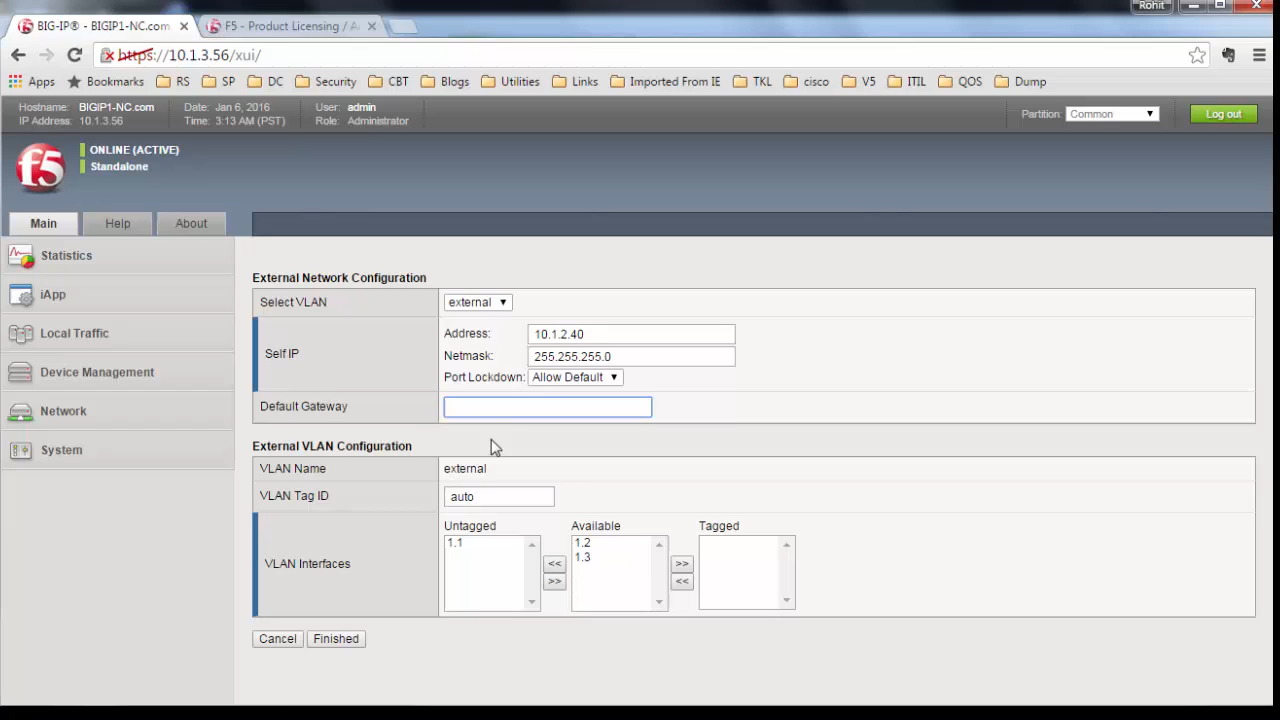 Rohit
BIG-IP® - BIGIP1-NC.com
F5 - Product Licensing / A
https://10.1.3.56/xui/
Apps Bookmarks RS SP DC Security CBT Blogs Utilities Links Imported From IE TKL cisco V5 ITIL QOS Dump
Hostname: BIGIP1-NC.com Date: Jan 6, 2016 User: admin
IP Address: 10.1.3.56 Time: 3:13 AM (PST) Role: Administrator
Partition: Common Log out
f5
ONLINE (ACTIVE)
Standalone
Main Help About
Statistics
iApp
Local Traffic
Device Management
Network
System
External Network Configuration
Select VLAN external
Self IP
Address: 10.1.2.40
Netmask: 255.255.255.0
Port Lockdown: Allow Default
Default Gateway
External VLAN Configuration
VLAN Name external
VLAN Tag ID auto
VLAN Interfaces
Untagged Available Tagged
1.1 1.2
1.3
<< >>
>> <<
Cancel Finished